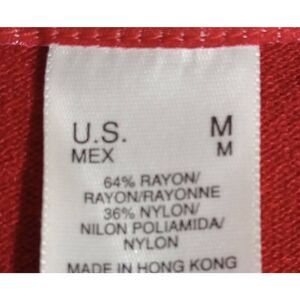 U.S. M
MEX M
64% RAYON/
RAYON/RAYONNE
36% NYLON/
NILON POLIAMIDA/
NYLON
MADE IN HONG KONG